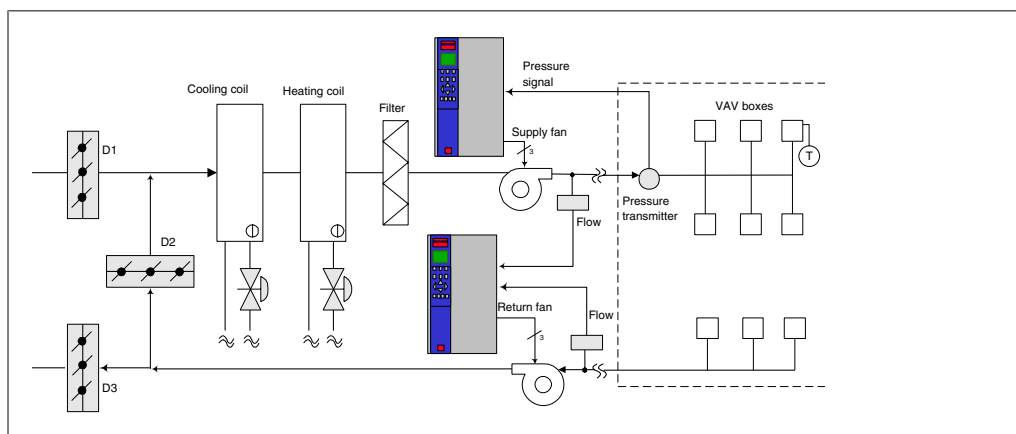 Pressure
signal
Cooling coil
Heating coil
Filter
VAV boxes
D1
Supply fan
3
T
Pressure
transmitter
Flow
D2
Return fan
Flow
3
D3